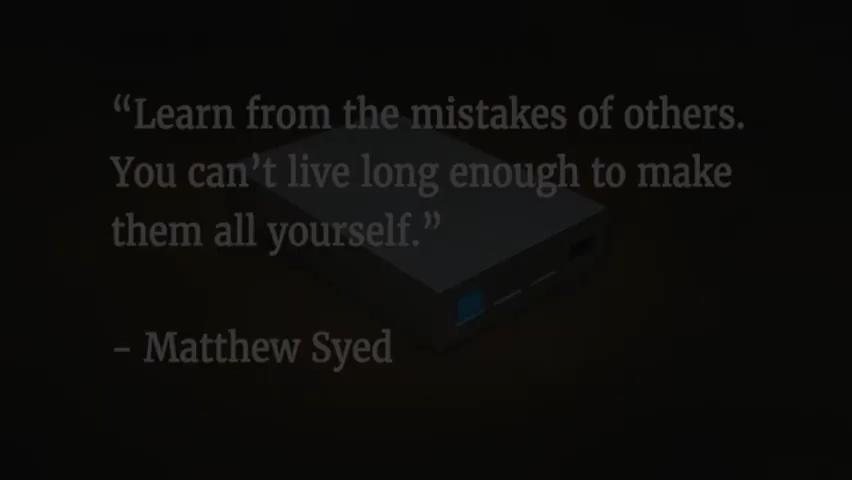 “Learn from the mistakes of others.
You can’t live long enough to make
them all yourself.”
– Matthew Syed